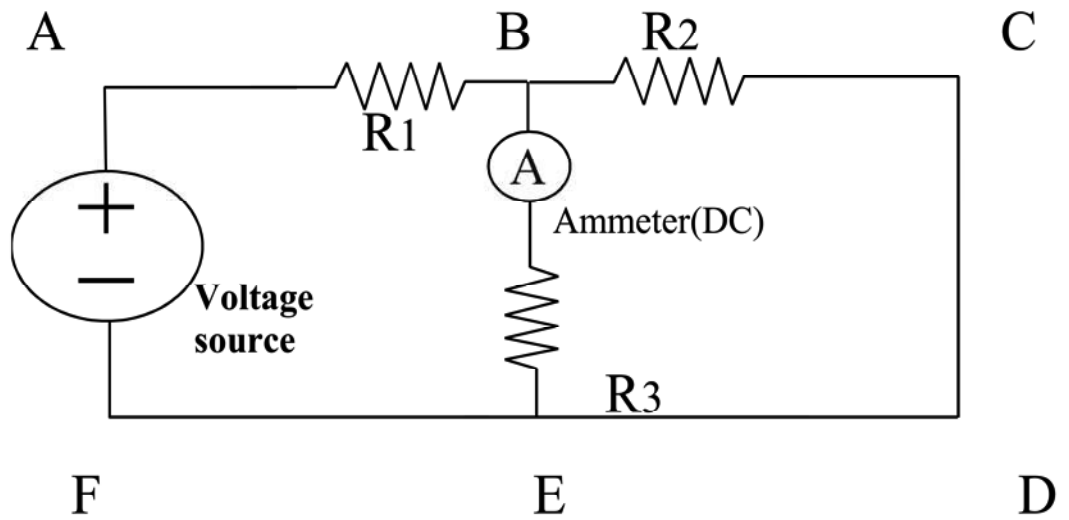 A
B
R2
C
R1
A
Ammeter(DC)
+
−
Voltage
source
R3
F
E
D